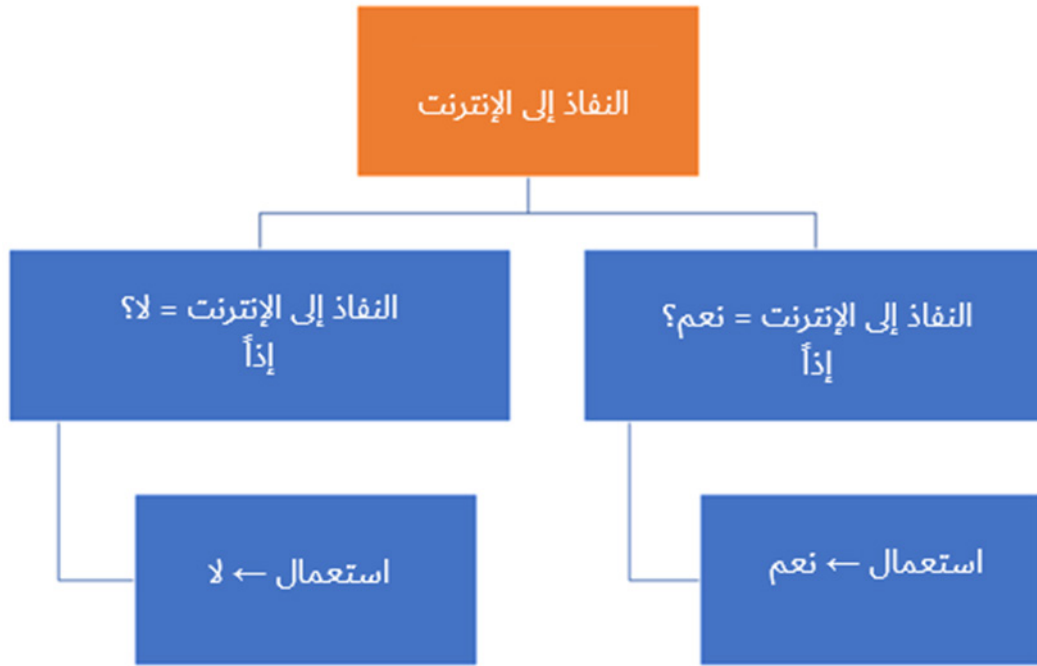 النفاذ إلى الإنترنت
النفاذ إلى الإنترنت = نعم؟
إذاً
النفاذ إلى الإنترنت = لا؟
إذاً
استعمال ← نعم
استعمال ← لا